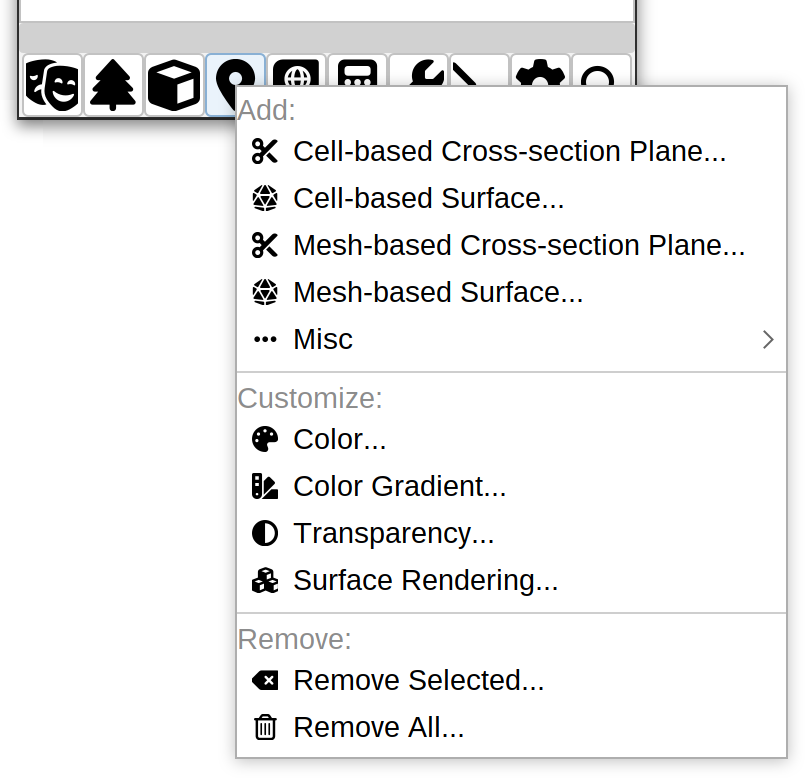 Add:
Cell-based Cross-section Plane...
Cell-based Surface...
Mesh-based Cross-section Plane...
Mesh-based Surface...
Misc
Customize:
Color...
Color Gradient...
Transparency...
Surface Rendering...
Remove:
Remove Selected...
Remove All...